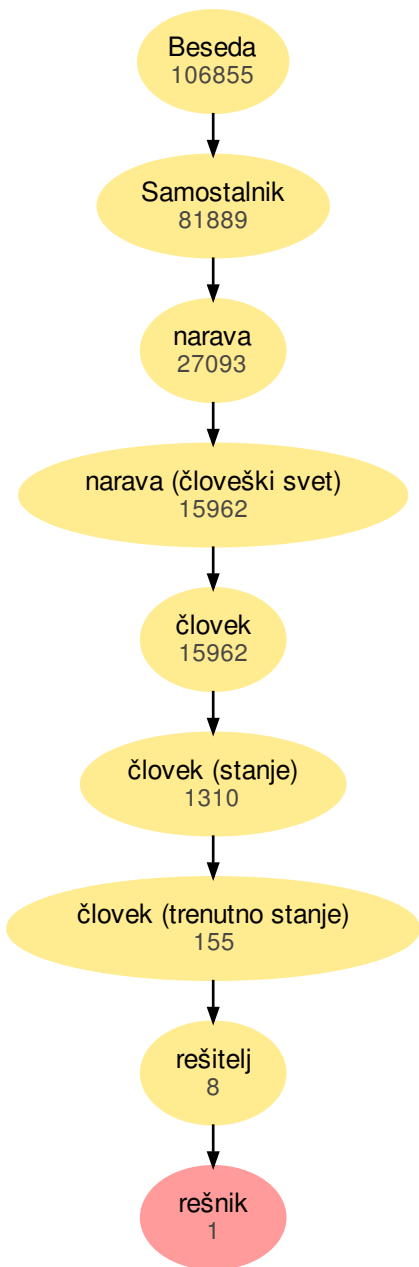 Beseda
106855
Samostalnik
81889
narava
27093
narava (človeški svet)
15962
človek
15962
človek (stanje)
1310
človek (trenutno stanje)
155
rešitelj
8
rešnik
1